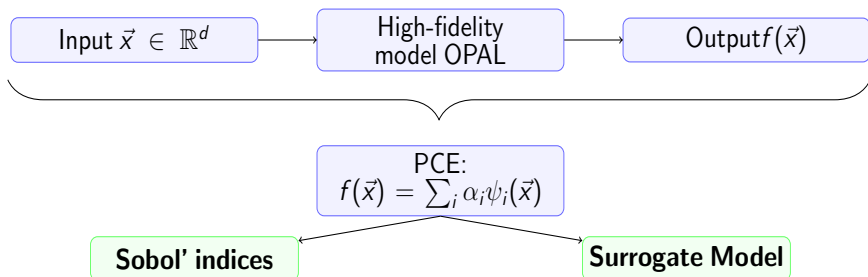 Input $\vec{x} \in \mathbb{R}^d$
High-fidelity
model OPAL
Output$f(\vec{x})$
PCE:
$f(\vec{x}) = \sum_i \alpha_i \psi_i(\vec{x})$
Sobol' indices
Surrogate Model